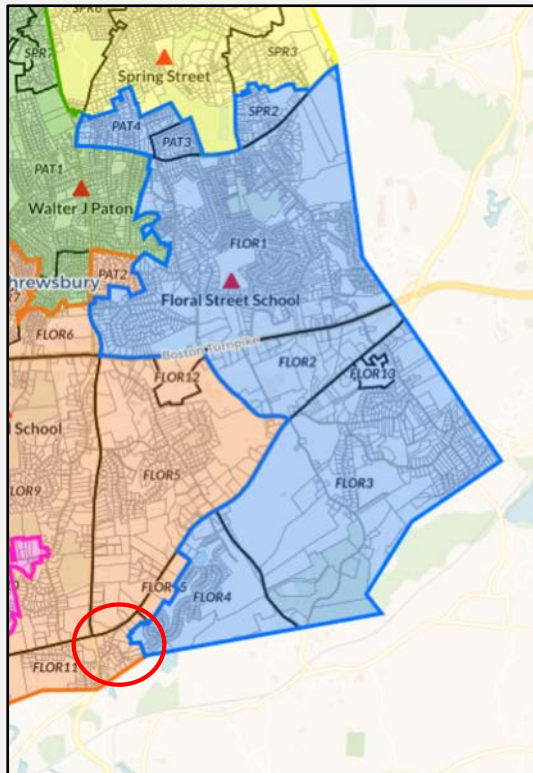 SPR6
SPR3
SPR7
Spring Street
SPR2
PAT4
PAT3
PAT1
Walter J Paton
FLOR1
PAT2
hrewsbury
Floral Street School
FLOR6
Boston Turnpike
FLOR2
FLOR12
FLOR13
l School
FLOR5
FLOR3
LOR9
FLOR4
FLOR11